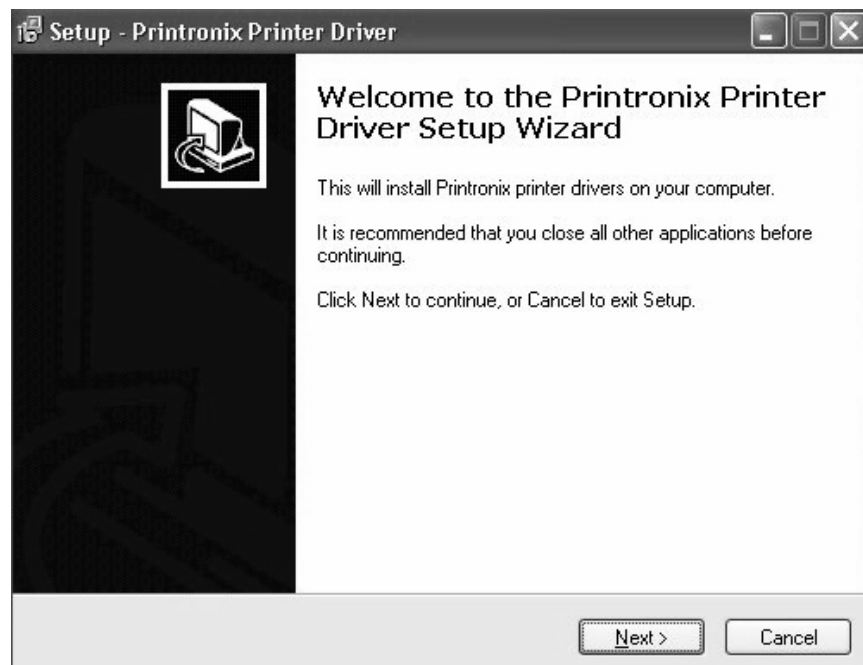 Setup - Printronix Printer Driver
Welcome to the Printronix Printer
Driver Setup Wizard
This will install Printronix printer drivers on your computer.
It is recommended that you close all other applications before
continuing.
Click Next to continue, or Cancel to exit Setup.
Next >
Cancel